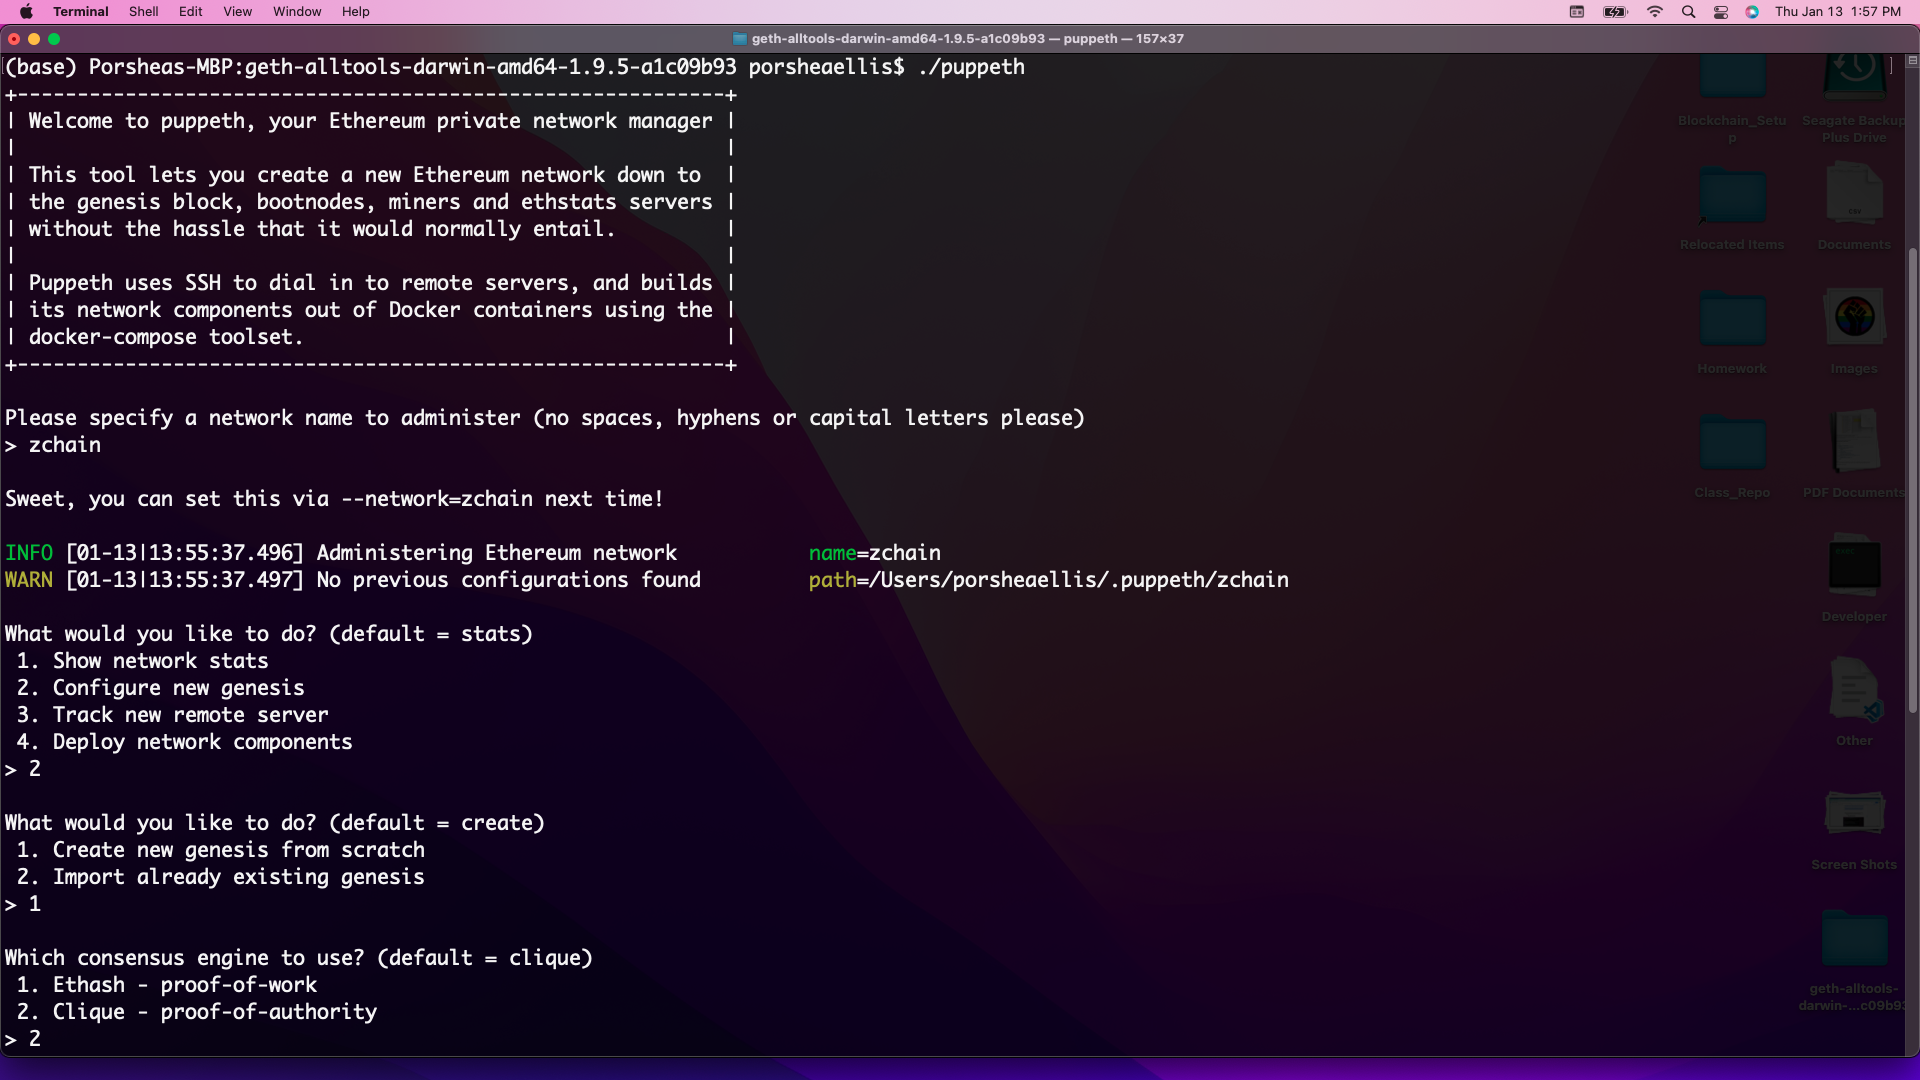 Terminal Shell Edit View Window Help Thu Jan 13 1:57 PM
geth-alltools-darwin-amd64-1.9.5-a1c09b93 — puppeth — 157×37
(base) Porsheas-MBP:geth-alltools-darwin-amd64-1.9.5-a1c09b93 porsheaellis$ ./puppeth
+-----------------------------------------------------------+
| Welcome to puppeth, your Ethereum private network manager |
|                                                           |
| This tool lets you create a new Ethereum network down to  |
| the genesis block, bootnodes, miners and ethstats servers |
| without the hassle that it would normally entail.         |
|                                                           |
| Puppeth uses SSH to dial in to remote servers, and builds |
| its network components out of Docker containers using the |
| docker-compose toolset.                                   |
+-----------------------------------------------------------+
Please specify a network name to administer (no spaces, hyphens or capital letters please)
> zchain
Sweet, you can set this via --network=zchain next time!
INFO [01-13|13:55:37.496] Administering Ethereum network           name=zchain
WARN [01-13|13:55:37.497] No previous configurations found         path=/Users/porsheaellis/.puppeth/zchain
What would you like to do? (default = stats)
1. Show network stats
2. Configure new genesis
3. Track new remote server
4. Deploy network components
> 2
What would you like to do? (default = create)
1. Create new genesis from scratch
2. Import already existing genesis
> 1
Which consensus engine to use? (default = clique)
1. Ethash - proof-of-work
2. Clique - proof-of-authority
> 2
Blockchain_Setu
p
Seagate Backup
Plus Drive
Relocated Items
Documents
Homework
Images
Class_Repo
PDF Documents
Developer
Other
Screen Shots
geth-alltools-
darwin-...c09b93